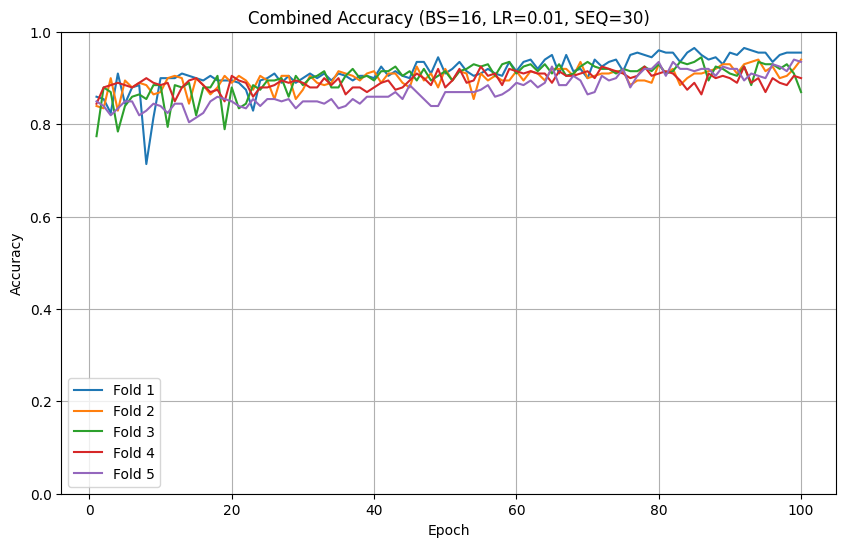 Combined Accuracy (BS=16, LR=0.01, SEQ=30)
1.0
0.8
0.6
0.4
0.2
0.0
Accuracy
Fold 1
Fold 2
Fold 3
Fold 4
Fold 5
0 20 40 60 80 100
Epoch